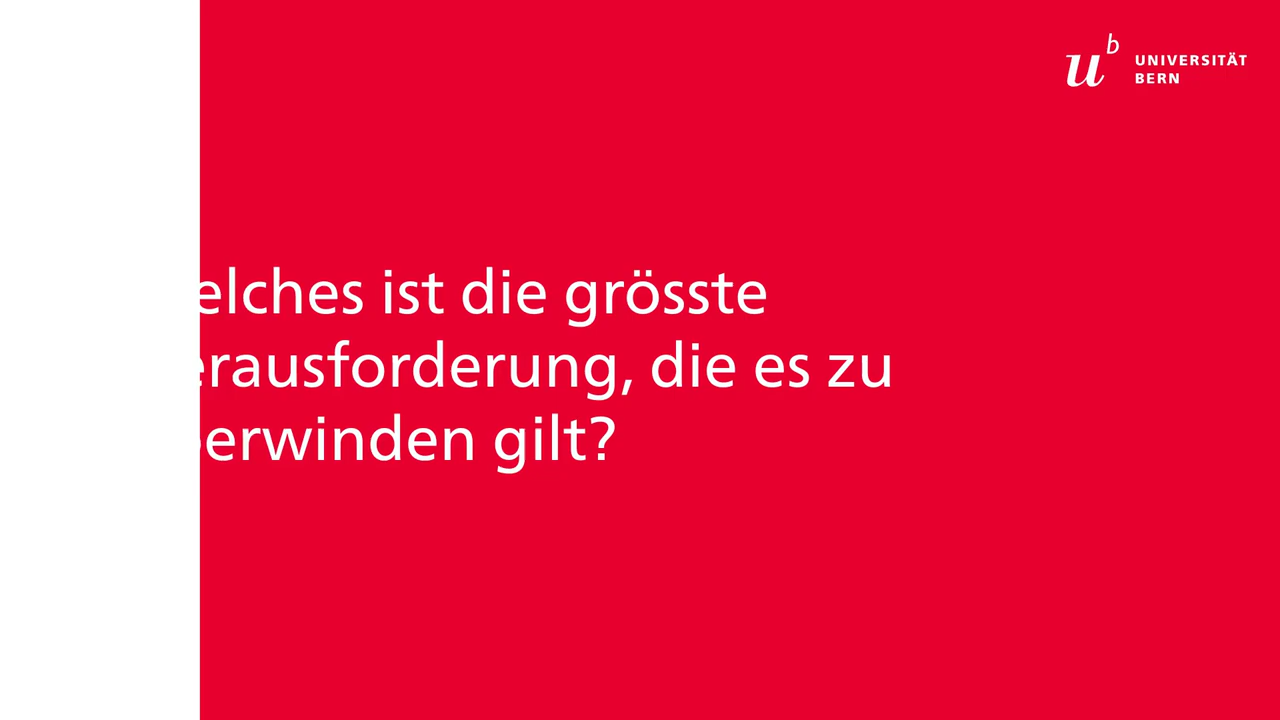 u^b UNIVERSITÄT
BERN
elches ist die grösste
erausforderung, die es zu
erwinden gilt?